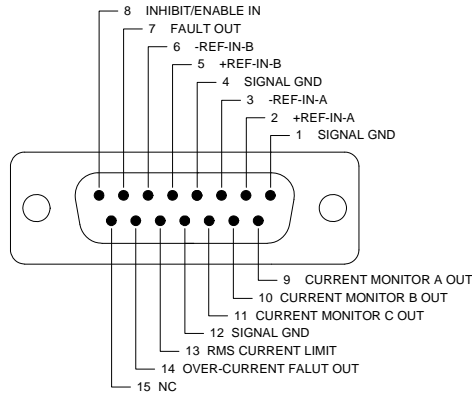 8 INHIBIT/ENABLE IN
7 FAULT OUT
6 -REF-IN-B
5 +REF-IN-B
4 SIGNAL GND
3 -REF-IN-A
2 +REF-IN-A
1 SIGNAL GND
9 CURRENT MONITOR A OUT
10 CURRENT MONITOR B OUT
11 CURRENT MONITOR C OUT
12 SIGNAL GND
13 RMS CURRENT LIMIT
14 OVER-CURRENT FALUT OUT
15 NC